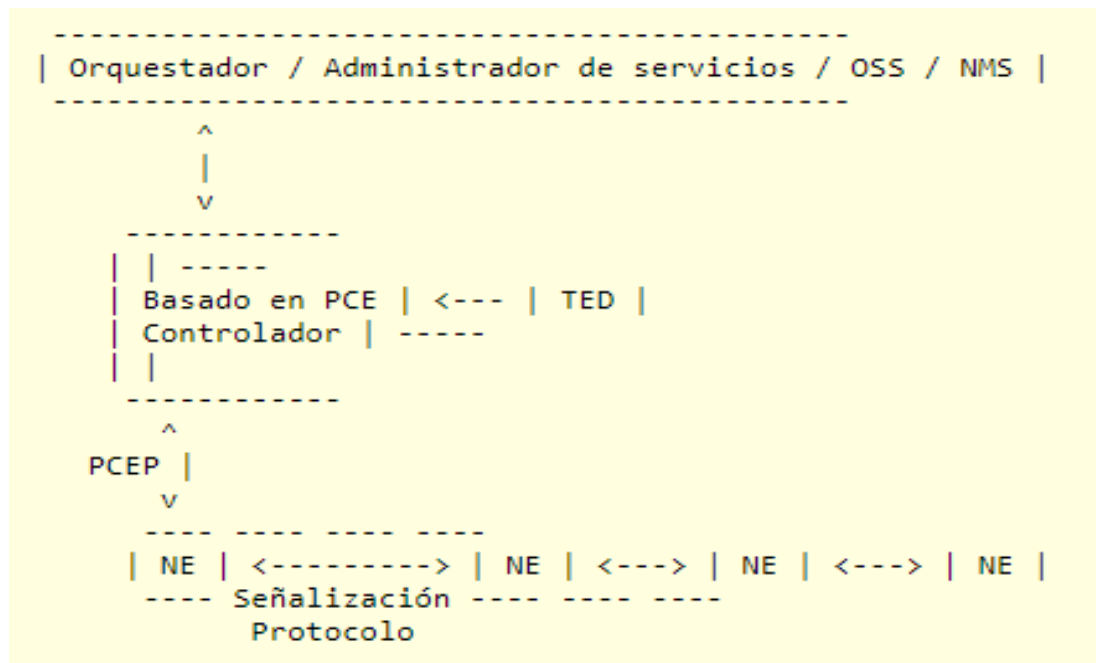 --------------------------------------------
| Orquestador / Administrador de servicios / OSS / NMS |
--------------------------------------------
^
|
v
------------
| | -----
| Basado en PCE | <--- | TED |
| Controlador | -----
| |
------------
^
PCEP |
v
---- ---- ---- ----
| NE | <---------> | NE | <---> | NE | <---> | NE |
---- Señalización ---- ---- ----
Protocolo